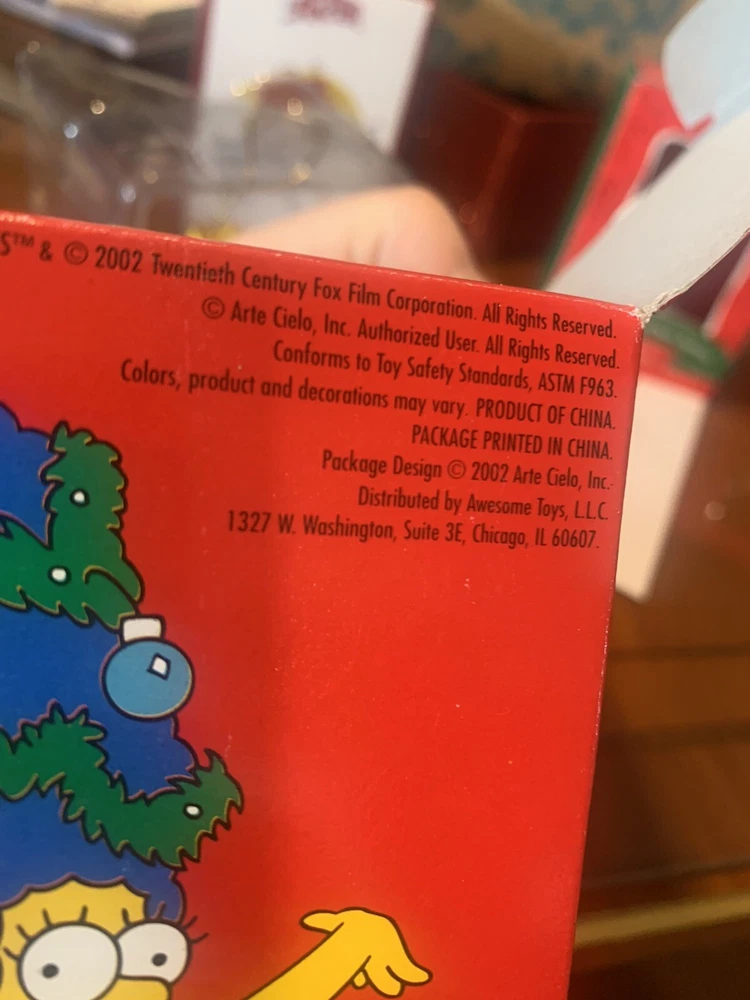 S™ & © 2002 Twentieth Century Fox Film Corporation. All Rights Reserved.
© Arte Cielo, Inc. Authorized User. All Rights Reserved.
Conforms to Toy Safety Standards, ASTM F963.
Colors, product and decorations may vary. PRODUCT OF CHINA.
PACKAGE PRINTED IN CHINA.
Package Design © 2002 Arte Cielo, Inc.
Distributed by Awesome Toys, L.L.C.
1327 W. Washington, Suite 3E, Chicago, IL 60607.